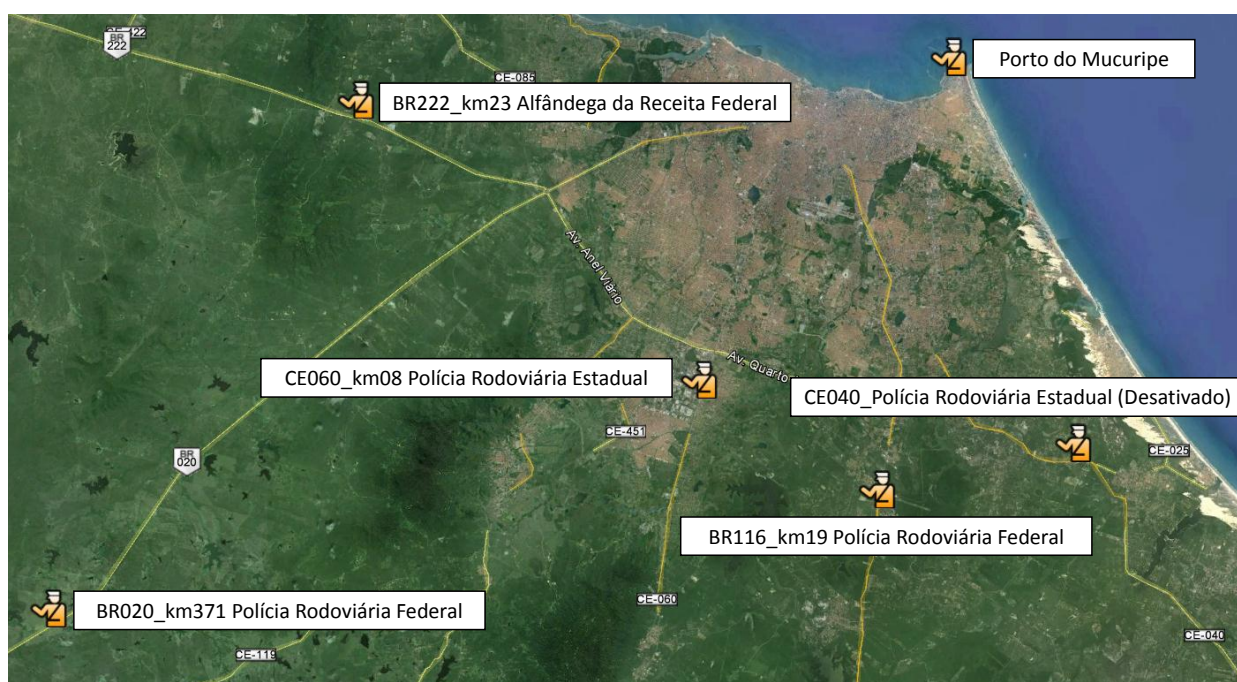 CE-422
BR
222
Porto do Mucuripe
CE-085
BR222_km23 Alfândega da Receita Federal
Av. Anel Viário
Av. Quarto
CE060_km08 Polícia Rodoviária Estadual
CE040_Polícia Rodoviária Estadual (Desativado)
CE-451
CE-025
BR
020
BR116_km19 Polícia Rodoviária Federal
BR020_km371 Polícia Rodoviária Federal
CE-060
CE-119
CE-040